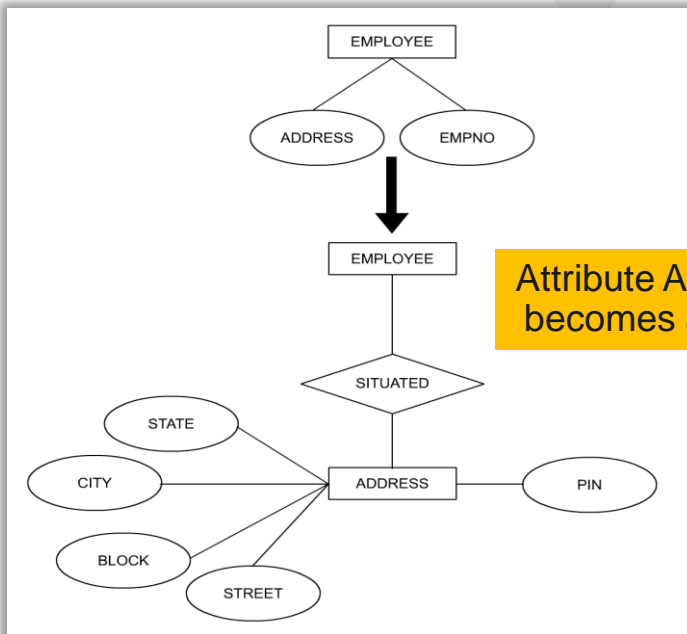 EMPLOYEE
ADDRESS
EMPNO
EMPLOYEE
Attribute A
becomes
SITUATED
STATE
CITY
ADDRESS
PIN
BLOCK
STREET